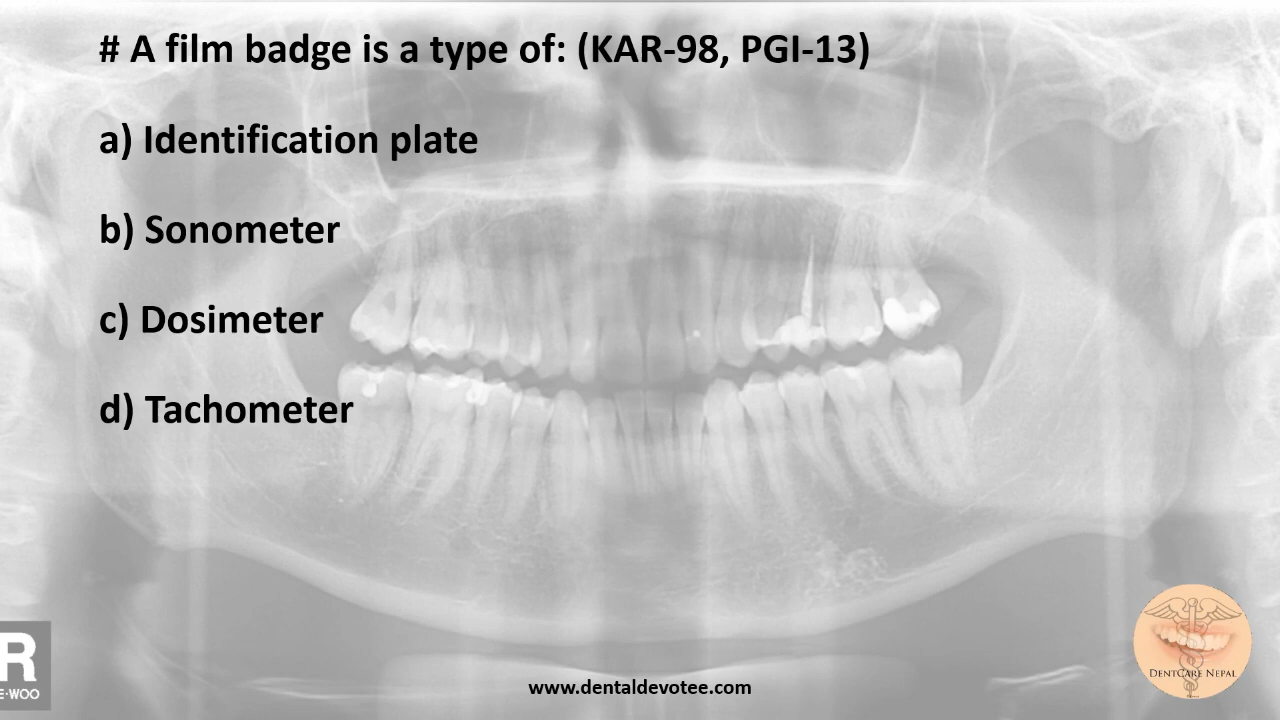 # A film badge is a type of: (KAR-98, PGI-13)
a) Identification plate
b) Sonometer
c) Dosimeter
d) Tachometer
R
E-WOO
DENTCARE NEPAL
www.dentaldevotee.com